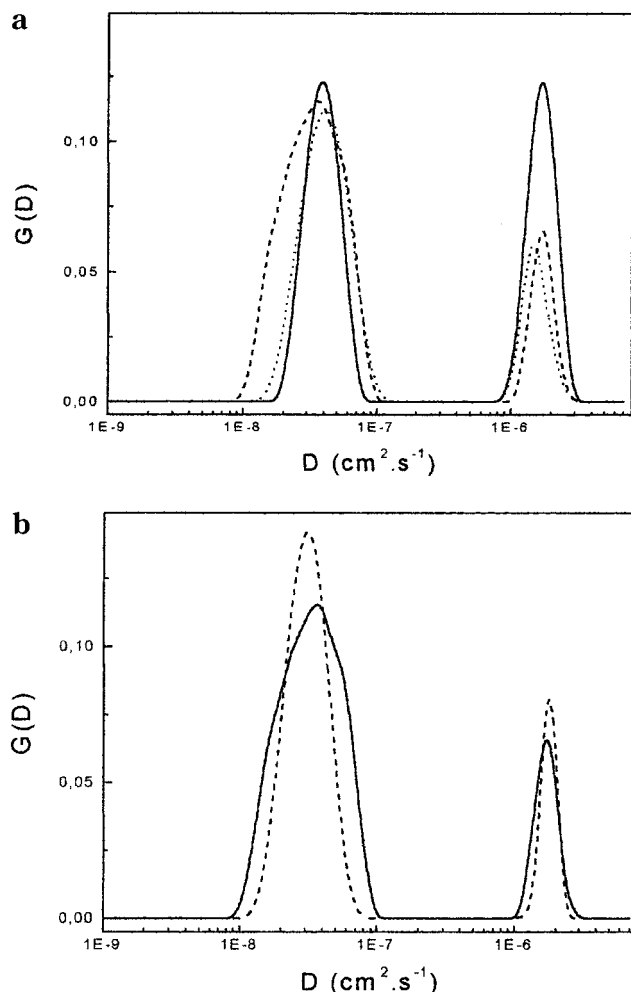 a
0,10
0,05
0,00
G(D)
1E-9
1E-8
1E-7
1E-6
D (cm².s⁻¹)
b
0,10
0,05
0,00
G(D)
1E-9
1E-8
1E-7
1E-6
D (cm².s⁻¹)